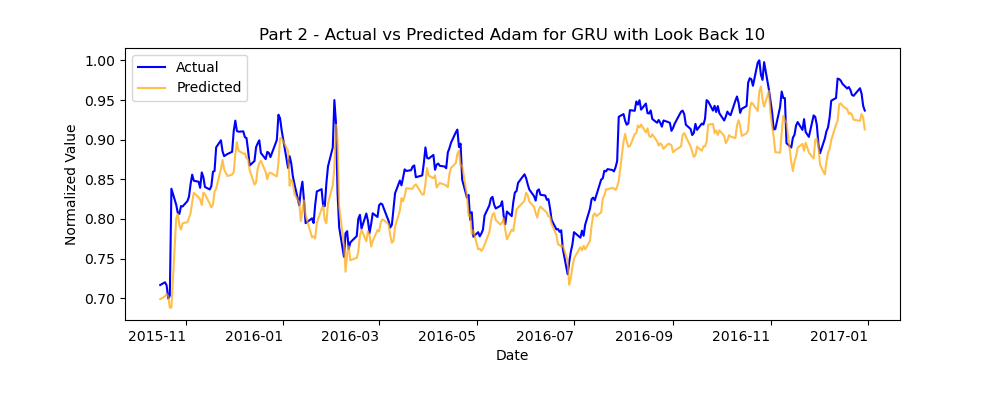 Part 2 - Actual vs Predicted Adam for GRU with Look Back 10
Actual
Predicted
Normalized Value
1.00
0.95
0.90
0.85
0.80
0.75
0.70
2015-11 2016-01 2016-03 2016-05 2016-07 2016-09 2016-11 2017-01
Date